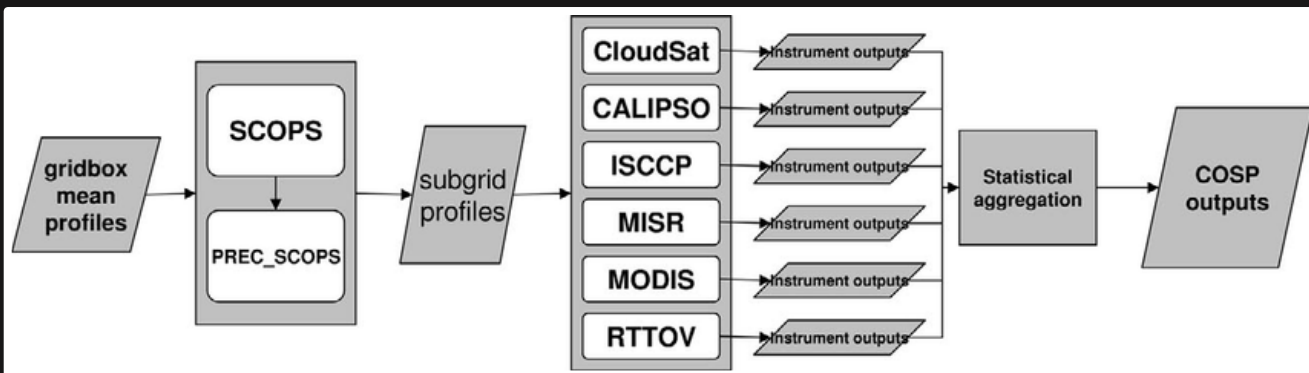 gridbox
mean
profiles
SCOPS
PREC_SCOPS
subgrid
profiles
CloudSat
Instrument outputs
CALIPSO
Instrument outputs
ISCCP
Instrument outputs
MISR
Instrument outputs
MODIS
Instrument outputs
RTTOV
Instrument outputs
Statistical
aggregation
COSP
outputs